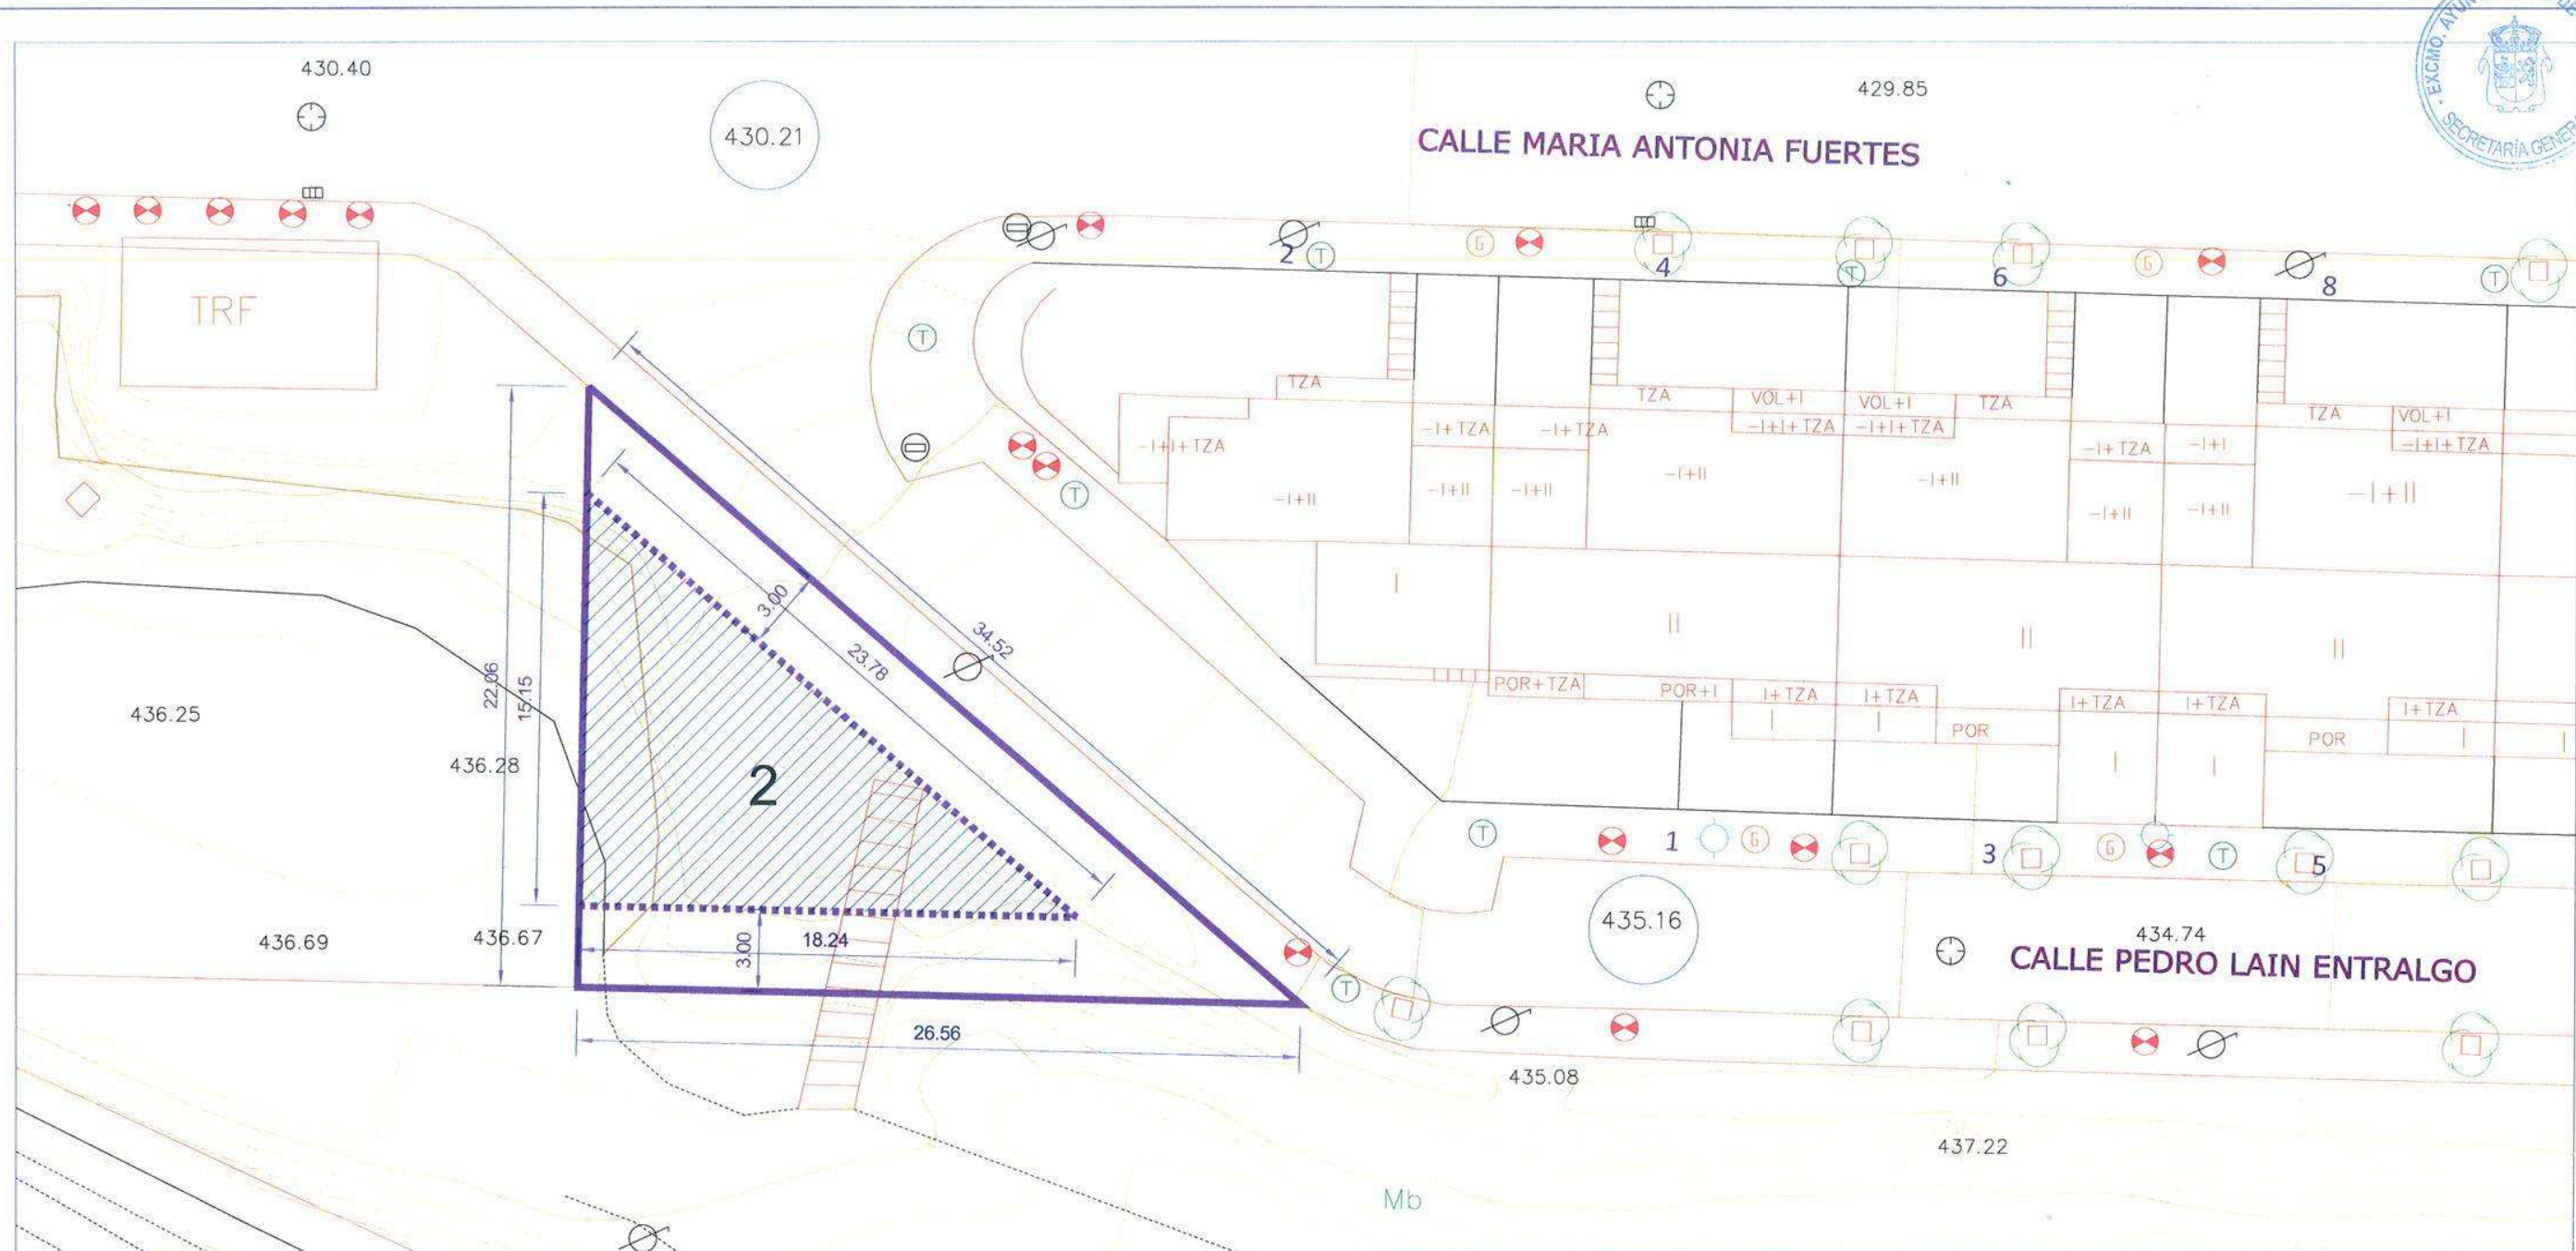 430.40
430.21
429.85
CALLE MARIA ANTONIA FUERTES
EXCMO. AYUN
SECRETARÍA GENER
TRF
2
T
G
4
T
6
G
8
T
T
TZA
TZA
VOL+I
VOL+I
TZA
TZA
VOL+I
-I+I+TZA
-I+TZA
-I+TZA
-I+I+TZA
-I+I+TZA
-I+TZA
-I+I
-I+I+TZA
-I+II
-I+II
-I+II
-I+II
-I+II
-I+II
-I+II
-I+II
T
3.00
34.52
23.78
22.06
15.15
I
II
II
II
POR+TZA
POR+I
I+TZA
I+TZA
I+TZA
I+TZA
I+TZA
I
I
POR
I
I
POR
I
I
436.25
436.28
2
T
1
G
3
G
T
5
436.69
436.67
3.00
18.24
435.16
434.74
CALLE PEDRO LAIN ENTRALGO
T
26.56
435.08
437.22
Mb